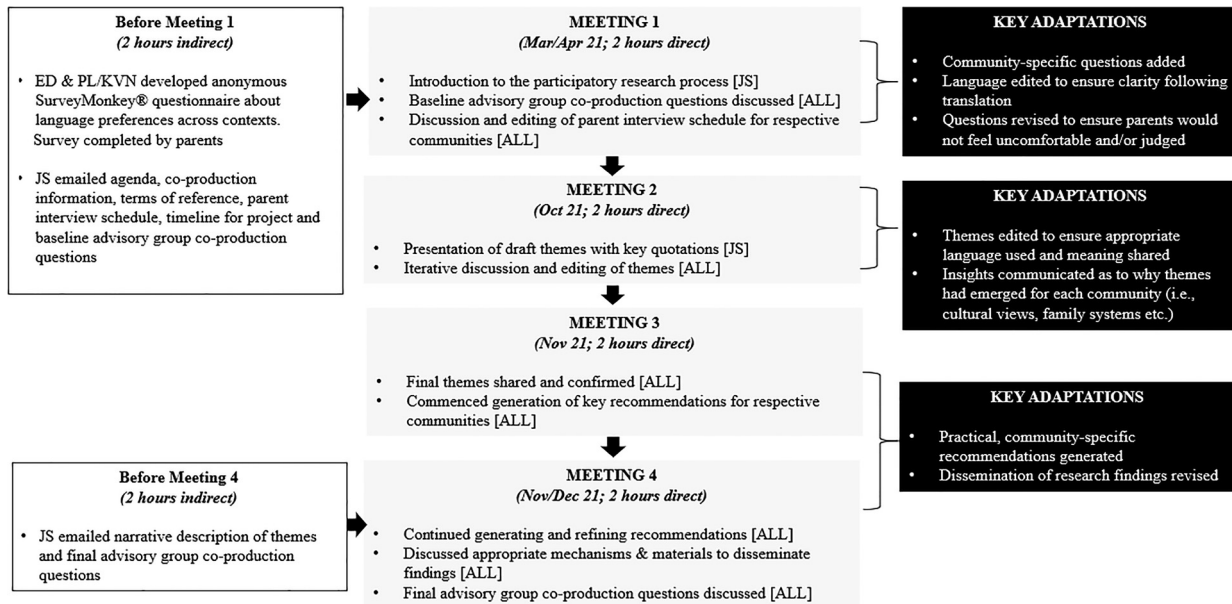 Before Meeting 1
(2 hours indirect)
• ED & PL/KVN developed anonymous
SurveyMonkey® questionnaire about
language preferences across contexts.
Survey completed by parents
• JS emailed agenda, co-production
information, terms of reference, parent
interview schedule, timeline for project and
baseline advisory group co-production
questions
MEETING 1
(Mar/Apr 21; 2 hours direct)
• Introduction to the participatory research process [JS]
• Baseline advisory group co-production questions discussed [ALL]
• Discussion and editing of parent interview schedule for respective
communities [ALL]
KEY ADAPTATIONS
• Community-specific questions added
• Language edited to ensure clarity following
translation
• Questions revised to ensure parents would
not feel uncomfortable and/or judged
MEETING 2
(Oct 21; 2 hours direct)
• Presentation of draft themes with key quotations [JS]
• Iterative discussion and editing of themes [ALL]
KEY ADAPTATIONS
• Themes edited to ensure appropriate
language used and meaning shared
• Insights communicated as to why themes
had emerged for each community (i.e.,
cultural views, family systems etc.)
MEETING 3
(Nov 21; 2 hours direct)
• Final themes shared and confirmed [ALL]
• Commenced generation of key recommendations for respective
communities [ALL]
KEY ADAPTATIONS
• Practical, community-specific
recommendations generated
• Dissemination of research findings revised
Before Meeting 4
(2 hours indirect)
• JS emailed narrative description of themes
and final advisory group co-production
questions
MEETING 4
(Nov/Dec 21; 2 hours direct)
• Continued generating and refining recommendations [ALL]
• Discussed appropriate mechanisms & materials to disseminate
findings [ALL]
• Final advisory group co-production questions discussed [ALL]